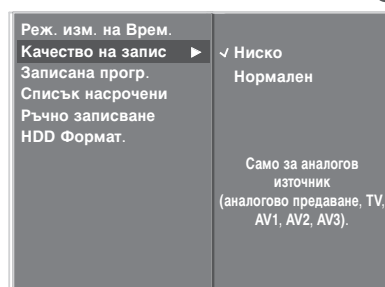 Реж. изм. на Врем.
Качество на запис
Записана прогр.
Списък насрочени
Ръчно записване
HDD Формат.
Ниско
Нормален
Само за аналогов
източник
(аналогово предаване, TV,
AV1, AV2, AV3).